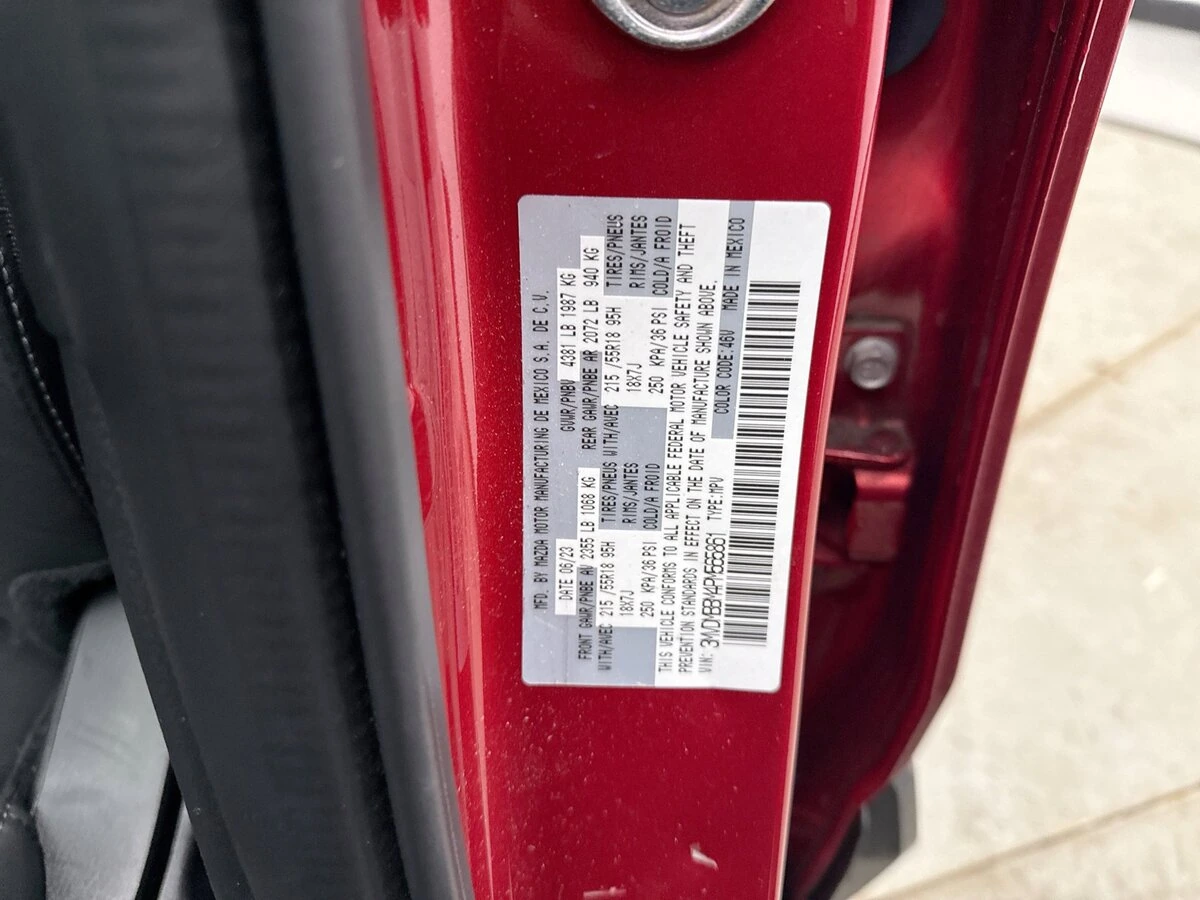 MFD. BY MAZDA MOTOR MANUFACTURING DE MEXICO S.A. DE C.V.
DATE 06/23 GVWR/PNBV 4381 LB 1987 KG
FRONT GAWR/PNBE AV 2355 LB 1068 KG REAR GAWR/PNBE AR 2072 LB 940 KG
WITH/AVEC 215 /55R18 95H TIRES/PNEUS WITH/AVEC 215 /55R18 95H TIRES/PNEUS
18X7J RIMS/JANTES 18X7J RIMS/JANTES
250 KPA/36 PSI COLD/A FROID 250 KPA/36 PSI COLD/A FROID
THIS VEHICLE CONFORMS TO ALL APPLICABLE FEDERAL MOTOR VEHICLE SAFETY AND THEFT
PREVENTION STANDARDS IN EFFECT ON THE DATE OF MANUFACTURE SHOWN ABOVE.
VIN: TYPE:MPV COLOR CODE:46V MADE IN MEXICO